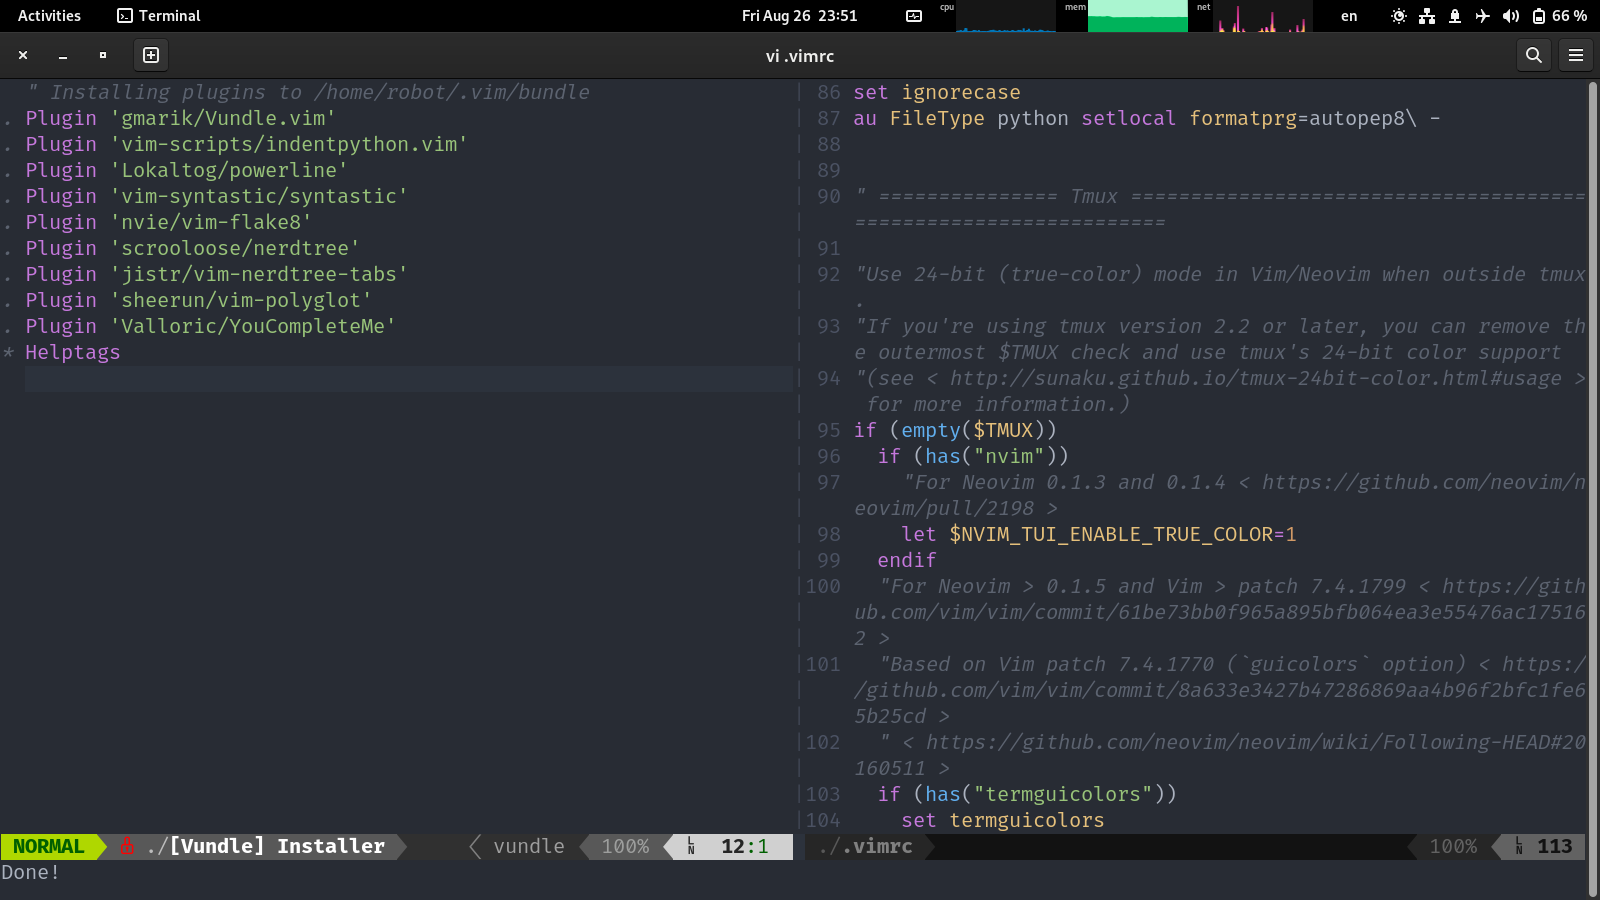 Activities Terminal Fri Aug 26 23:51 cpu mem net en 66 %
vi .vimrc
" Installing plugins to /home/robot/.vim/bundle
. Plugin 'gmarik/Vundle.vim'
. Plugin 'vim-scripts/indentpython.vim'
. Plugin 'Lokaltog/powerline'
. Plugin 'vim-syntastic/syntastic'
. Plugin 'nvie/vim-flake8'
. Plugin 'scrooloose/nerdtree'
. Plugin 'jistr/vim-nerdtree-tabs'
. Plugin 'sheerun/vim-polyglot'
. Plugin 'Valloric/YouCompleteMe'
* Helptags
86 set ignorecase
87 au FileType python setlocal formatprg=autopep8\ -
88
89
90 " =============== Tmux ======================================
==========================
91
92 "Use 24-bit (true-color) mode in Vim/Neovim when outside tmux
.
93 "If you're using tmux version 2.2 or later, you can remove th
e outermost $TMUX check and use tmux's 24-bit color support
94 "(see < http://sunaku.github.io/tmux-24bit-color.html#usage >
for more information.)
95 if (empty($TMUX))
96 if (has("nvim"))
97 "For Neovim 0.1.3 and 0.1.4 < https://github.com/neovim/n
eovim/pull/2198 >
98 let $NVIM_TUI_ENABLE_TRUE_COLOR=1
99 endif
100 "For Neovim > 0.1.5 and Vim > patch 7.4.1799 < https://gith
ub.com/vim/vim/commit/61be73bb0f965a895bfb064ea3e55476ac17516
2 >
101 "Based on Vim patch 7.4.1770 (`guicolors` option) < https:/
/github.com/vim/vim/commit/8a633e3427b47286869aa4b96f2bfc1fe6
5b25cd >
102 " < https://github.com/neovim/neovim/wiki/Following-HEAD#20
160511 >
103 if (has("termguicolors"))
104 set termguicolors
NORMAL ./[Vundle] Installer vundle 100% LN 12:1
./.vimrc 100% LN 113
Done!